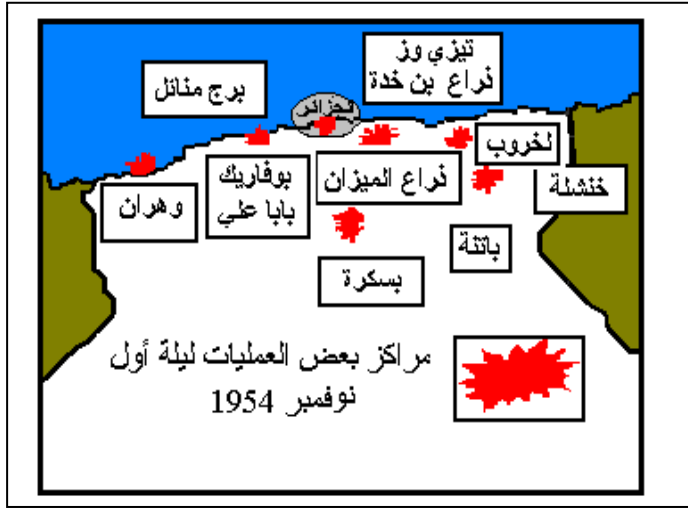 تيزي وز
ذراع بن خدة
برج منائل
لجزائر
لخروب
خنشلة
ذراع الميزان
بوفاريك
بابا علي
وهران
باتنة
بسكرة
مراكز بعض العمليات ليلة أول
نوفمبر 1954